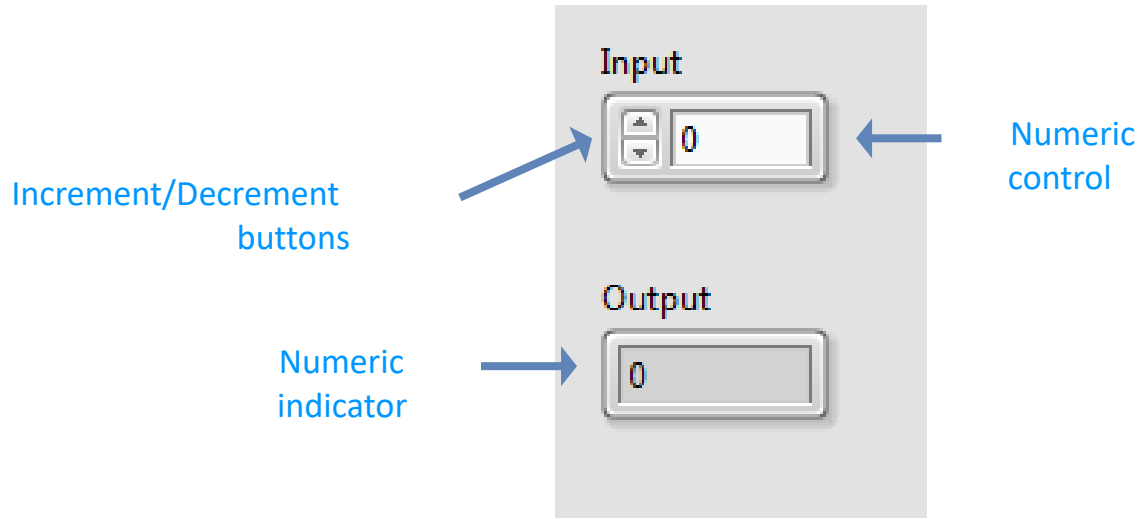 Input
0
Numeric
control
Increment/Decrement
buttons
Output
0
Numeric
indicator